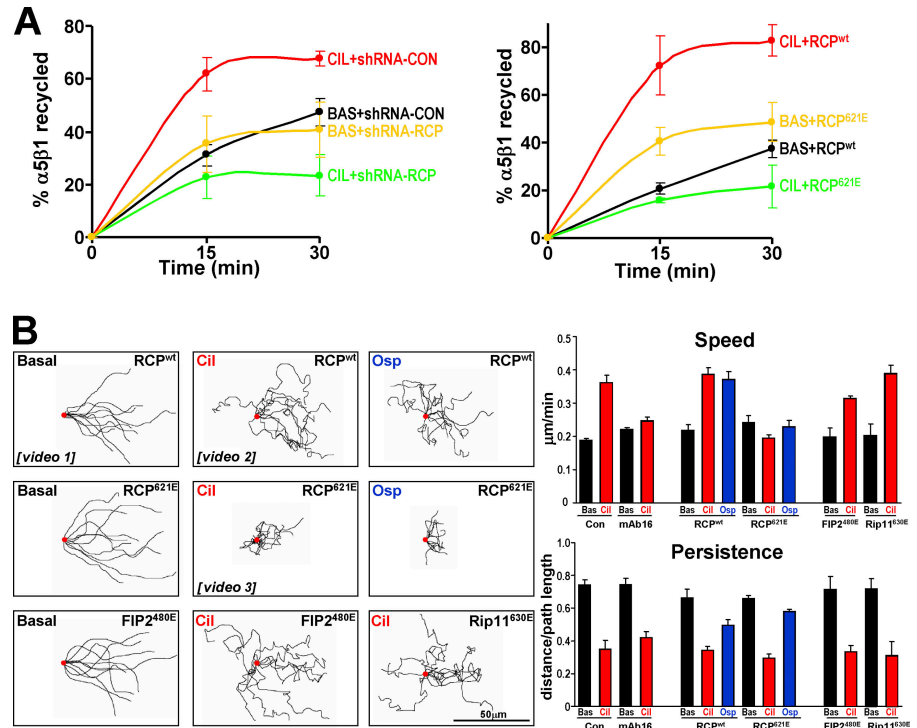 A
% α5β1 recycled
80
60
40
20
0
0
15
30
Time (min)
CIL+shRNA-CON
BAS+shRNA-CON
BAS+shRNA-RCP
CIL+shRNA-RCP
% α5β1 recycled
80
60
40
20
0
0
15
30
Time (min)
CIL+RCPwt
BAS+RCP621E
BAS+RCPwt
CIL+RCP621E
B
Basal RCPwt
[video 1]
Cil RCPwt
[video 2]
Osp RCPwt
Basal RCP621E
Cil RCP621E
[video 3]
Osp RCP621E
Basal FIP2480E
Cil FIP2480E
Cil Rip11630E
50μm
Speed
μm/min
0.5
0.4
0.3
0.2
0.1
0
Bas Cil Bas Cil Bas Cil Osp Bas Cil Osp Bas Cil Bas Cil
Con mAb16 RCPwt RCP621E FIP2480E Rip11630E
Persistence
distance/path length
1.0
0.8
0.6
0.4
0.2
0
Bas Cil Bas Cil Bas Cil Osp Bas Cil Osp Bas Cil Bas Cil
Con mAb16 RCPwt RCP621E FIP2480E Rip11630E